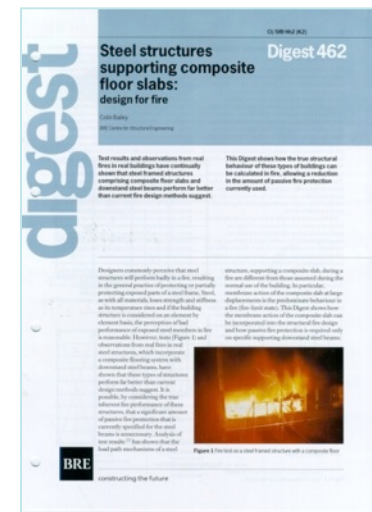 CI/SfB Hh2 (K2)
digest
Steel structures
supporting composite
floor slabs:
design for fire
Digest 462
Colin Bailey
BRE Centre for Structural Engineering
Test results and observations from real
fires in real buildings have continually
shown that steel framed structures
comprising composite floor slabs and
downstand steel beams perform far better
than current fire design methods suggest.
This Digest shows how the true structural
behaviour of these types of buildings can
be calculated in fire, allowing a reduction
in the amount of passive fire protection
currently used.
Designers commonly perceive that steel
structures will perform badly in a fire, resulting
in the general practice of protecting or partially
protecting exposed parts of a steel frame. Steel,
as with all materials, loses strength and stiffness
as its temperature rises and if the building
structure is considered on an element by
element basis, the perception of bad
performance of exposed steel members in fire
is reasonable. However, tests (Figure 1) and
observations from real fires in real
steel structures, which incorporate
a composite flooring system with
downstand steel beams, have
shown that these types of structures
perform far better than current
design methods suggest. It is
possible, by considering the true
inherent fire performance of these
structures, that a significant amount
of passive fire protection that is
currently specified for the steel
beams is unnecessary. Analysis of
test results has shown that the
load path mechanisms of a steel
structure, supporting a composite slab, during a
fire are different from those assumed during the
normal use of the building. In particular,
membrane action of the composite slab at large
displacements is the predominate behaviour in
a fire (fire limit state). This Digest shows how
the membrane action of the composite slab can
be incorporated into the structural fire design
and how passive fire protection is required only
on specific supporting downstand steel beams.
Figure 1 Fire test on a steel framed structure with a composite floor
BRE
constructing the future